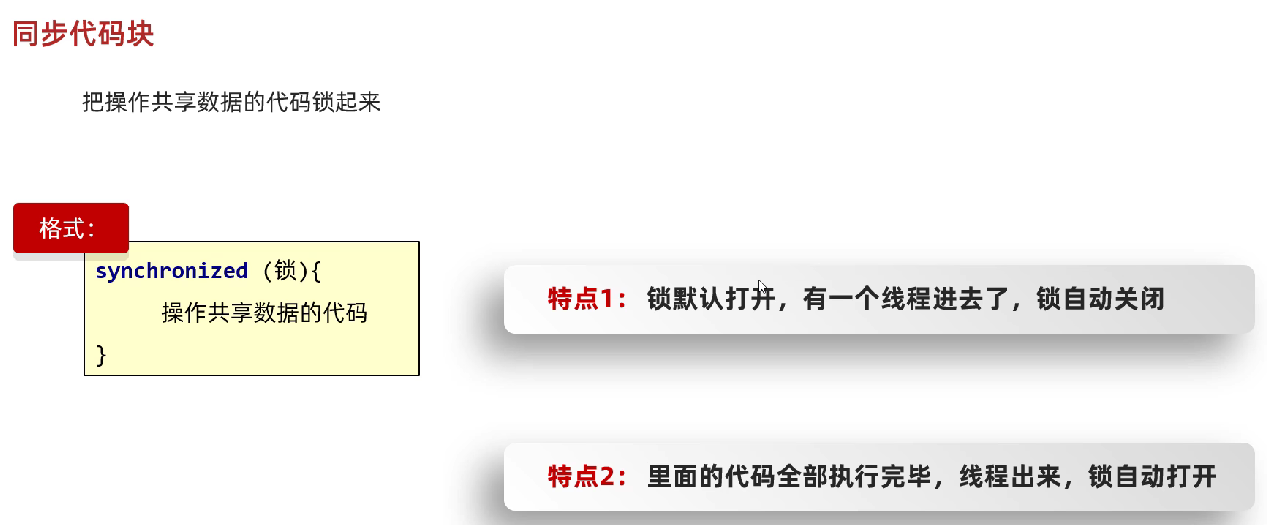 同步代码块
把操作共享数据的代码锁起来
格式：
synchronized (锁){
操作共享数据的代码
}
特点1： 锁默认打开，有一个线程进去了，锁自动关闭
特点2： 里面的代码全部执行完毕，线程出来，锁自动打开